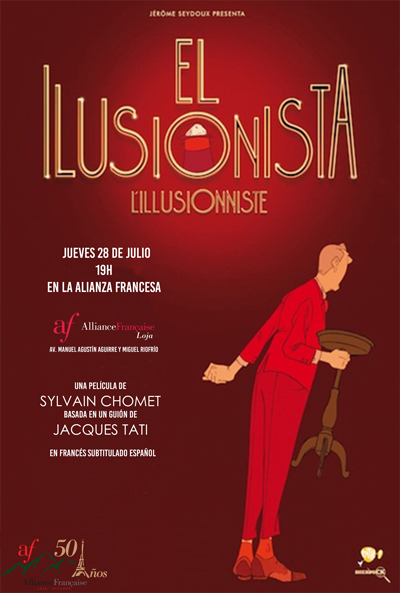 JÉRÔME SEYDOUX PRESENTA
EL
ILUSIONISTA
L'ILLUSIONNISTE
JUEVES 28 DE JULIO
19H
EN LA ALIANZA FRANCESA
af AllianceFrançaise
Loja
AV. MANUEL AGUSTÍN AGUIRRE Y MIGUEL RIOFRÍO
UNA PELÍCULA DE
SYLVAIN CHOMET
BASADA EN UN GUIÓN DE
JACQUES TATI
EN FRANCÉS SUBTITULADO ESPAÑOL
af 50
Años
AllianceFrançaise